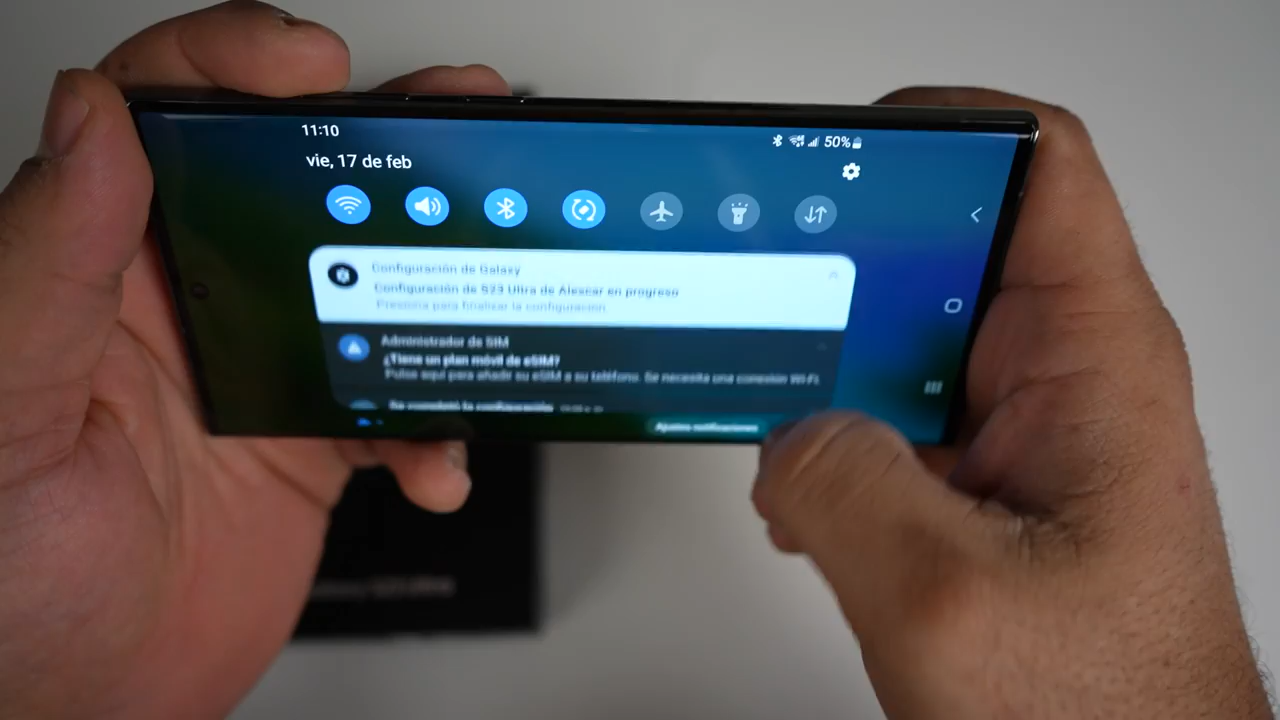 11:10
50%
vie, 17 de feb
Configuración de Galaxy
Configuración de S23 Ultra de Alexcar en progreso
Presiona para finalizar la configuración
Administrador de SIM
¿Tiene un plan móvil de eSIM?
Pulse aquí para añadir su eSIM a su teléfono. Se necesita una conexión Wi-Fi.
Se completó la configuración
Ajustes notificaciones